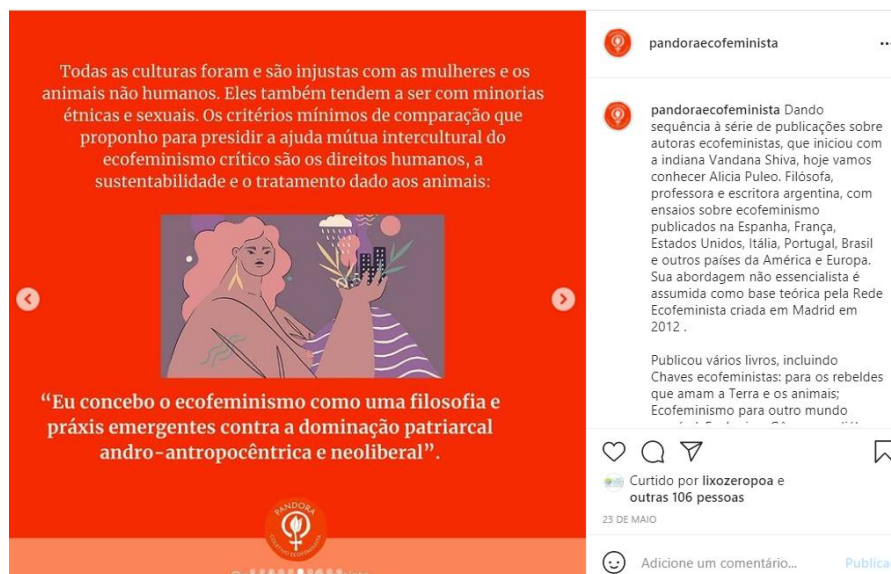 Todas as culturas foram e são injustas com as mulheres e os
animais não humanos. Eles também tendem a ser com minorias
étnicas e sexuais. Os critérios mínimos de comparação que
proponho para presidir a ajuda mútua intercultural do
ecofeminismo crítico são os direitos humanos, a
sustentabilidade e o tratamento dado aos animais:
“Eu concebo o ecofeminismo como uma filosofia e
práxis emergentes contra a dominação patriarcal
andro-antropocêntrica e neoliberal”.
PANDORA
COLETIVO ECOFEMINISTA
pandoraecofeminista
pandoraecofeminista Dando
sequência à série de publicações sobre
autoras ecofeministas, que iniciou com
a indiana Vandana Shiva, hoje vamos
conhecer Alicia Puleo. Filósofa,
professora e escritora argentina, com
ensaios sobre ecofeminismo
publicados na Espanha, França,
Estados Unidos, Itália, Portugal, Brasil
e outros países da América e Europa.
Sua abordagem não essencialista é
assumida como base teórica pela Rede
Ecofeminista criada em Madrid em
2012 .
Publicou vários livros, incluindo
Chaves ecofeministas: para os rebeldes
que amam a Terra e os animais;
Ecofeminismo para outro mundo
Curtido por lixozeropoa e
outras 106 pessoas
23 DE MAIO
Adicione um comentário...
Publicar